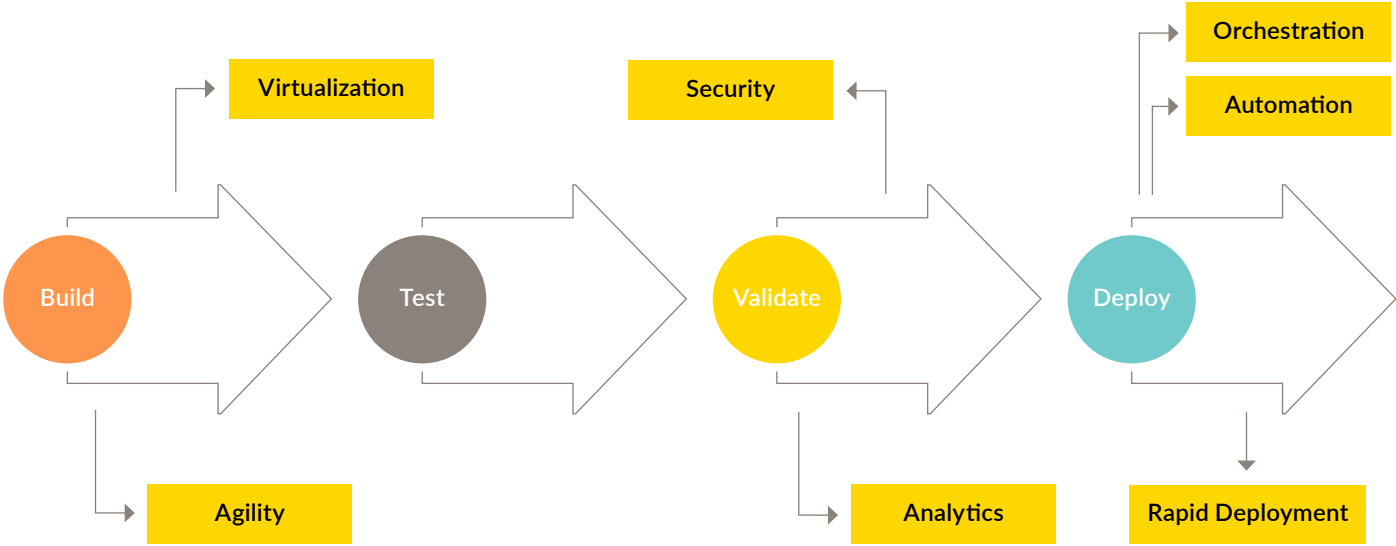 Orchestration
Virtualization
Security
Automation
Build
Test
Validate
Deploy
Agility
Analytics
Rapid Deployment